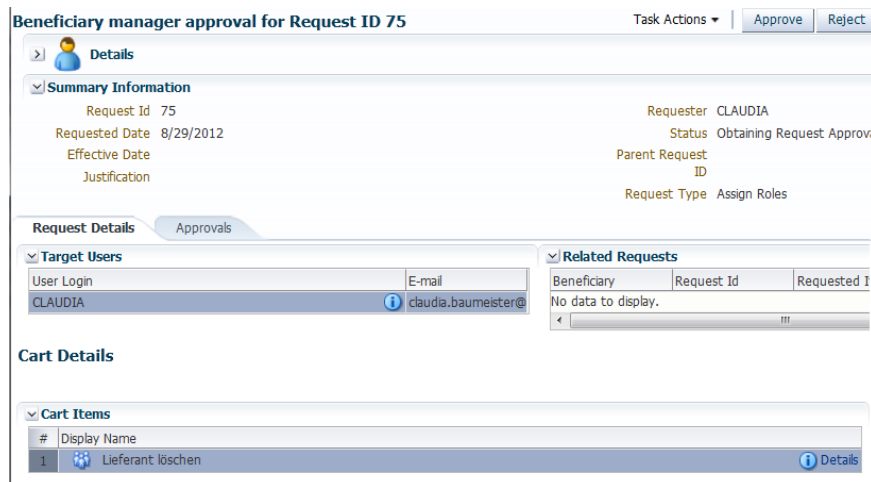 Beneficiary manager approval for Request ID 75
Task Actions
Approve
Reject
Details
Summary Information
Request Id 75
Requester CLAUDIA
Requested Date 8/29/2012
Status Obtaining Request Approva
Effective Date
Parent Request
ID
Justification
Request Type Assign Roles
Request Details
Approvals
Target Users
Related Requests
User Login
E-mail
Beneficiary
Request Id
Requested I
CLAUDIA
claudia.baumeister@
No data to display.
Cart Details
Cart Items
# Display Name
1 Lieferant löschen
Details